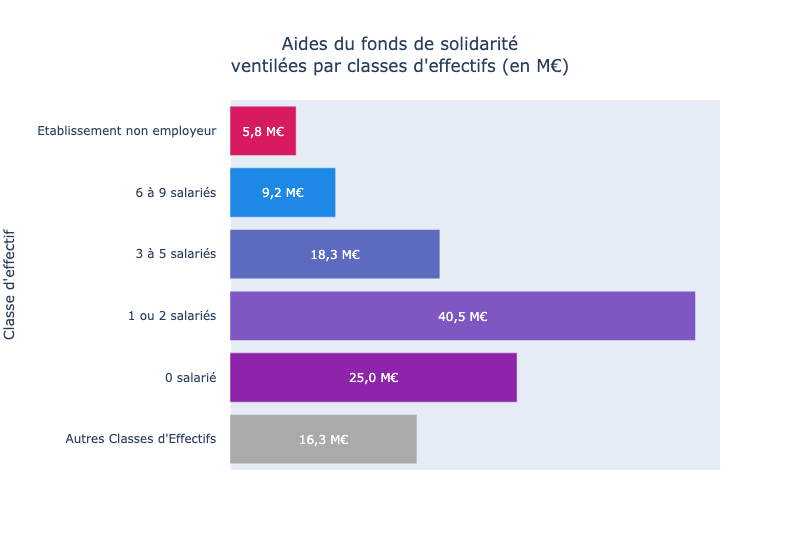 Aides du fonds de solidarité
ventilées par classes d'effectifs (en M€)
Classe d'effectif
Etablissement non employeur
5,8 M€
6 à 9 salariés
9,2 M€
3 à 5 salariés
18,3 M€
1 ou 2 salariés
40,5 M€
0 salarié
25,0 M€
Autres Classes d'Effectifs
16,3 M€